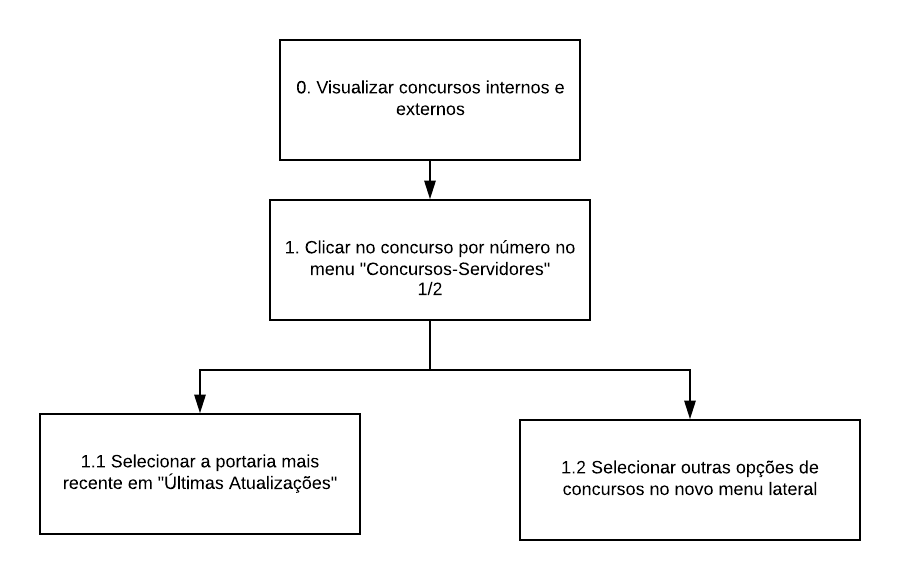 0. Visualizar concursos internos e
externos
1. Clicar no concurso por número no
menu "Concursos-Servidores"
1/2
1.1 Selecionar a portaria mais
recente em "Últimas Atualizações"
1.2 Selecionar outras opções de
concursos no novo menu lateral